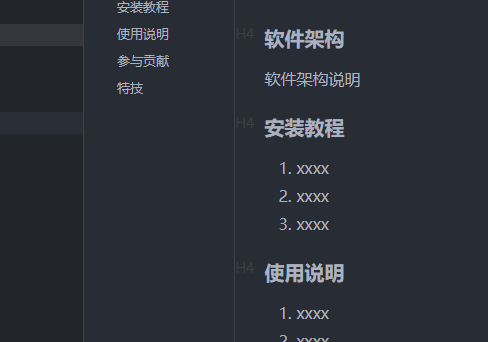 安装教程
使用说明
参与贡献
特技
H4 软件架构
软件架构说明
H4 安装教程
1. xxxx
2. xxxx
3. xxxx
H4 使用说明
1. xxxx
2. xxxx